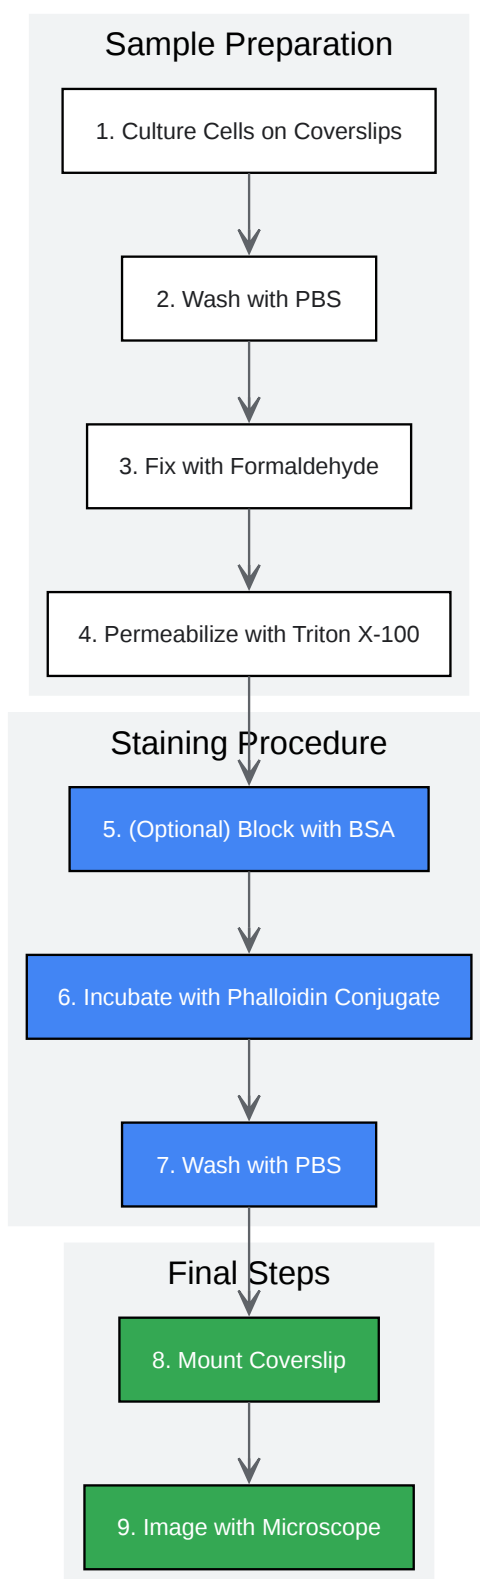 Sample Preparation
1. Culture Cells on Coverslips
2. Wash with PBS
3. Fix with Formaldehyde
4. Permeabilize with Triton X-100
Staining Procedure
5. (Optional) Block with BSA
6. Incubate with Phalloidin Conjugate
7. Wash with PBS
Final Steps
8. Mount Coverslip
9. Image with Microscope